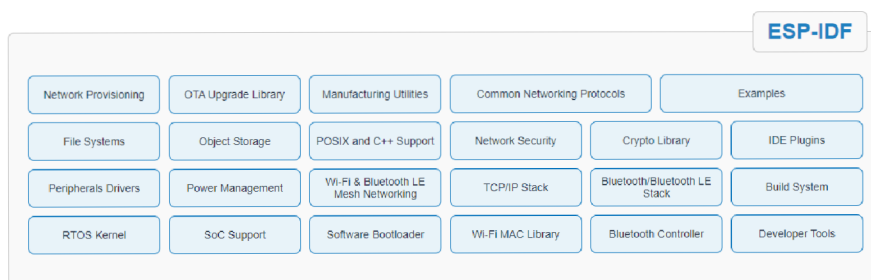 ESP-IDF
Network Provisioning
OTA Upgrade Library
Manufacturing Utilities
Common Networking Protocols
Examples
File Systems
Object Storage
POSIX and C++ Support
Network Security
Crypto Library
IDE Plugins
Peripherals Drivers
Power Management
Wi-Fi & Bluetooth LE
Mesh Networking
TCP/IP Stack
Bluetooth/Bluetooth LE
Stack
Build System
RTOS Kernel
SoC Support
Software Bootloader
Wi-Fi MAC Library
Bluetooth Controller
Developer Tools